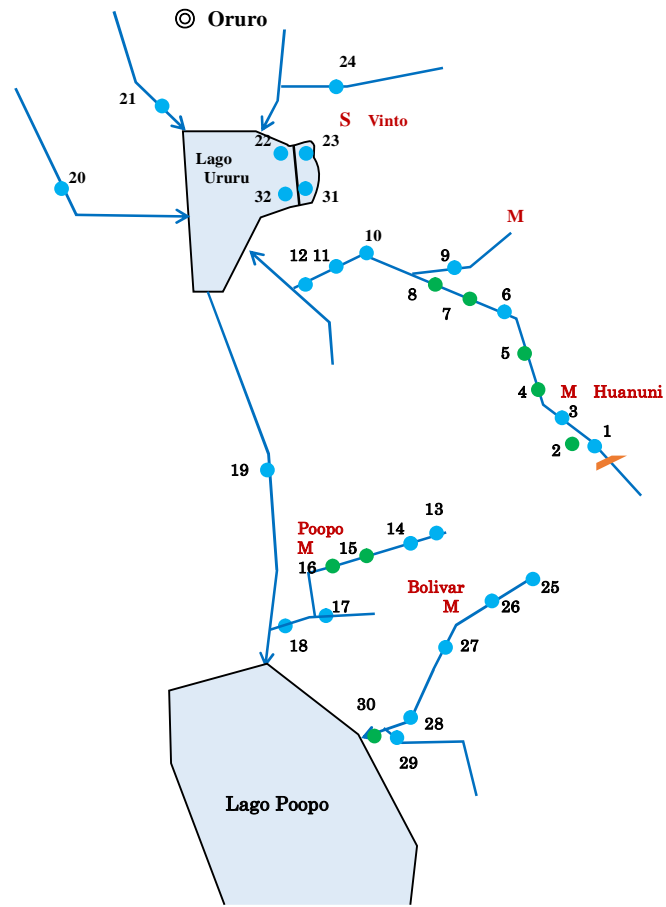 Oruro
24
21
S Vinto
22 23
Lago
Ururu
20
32 31
M
10
12 11 9
8 6
7
5
4 M Huanuni
3
1
2
19
13
Poopo
M 15 14
16
Bolivar
M
25
26
17
18
27
30
28
29
Lago Poopo